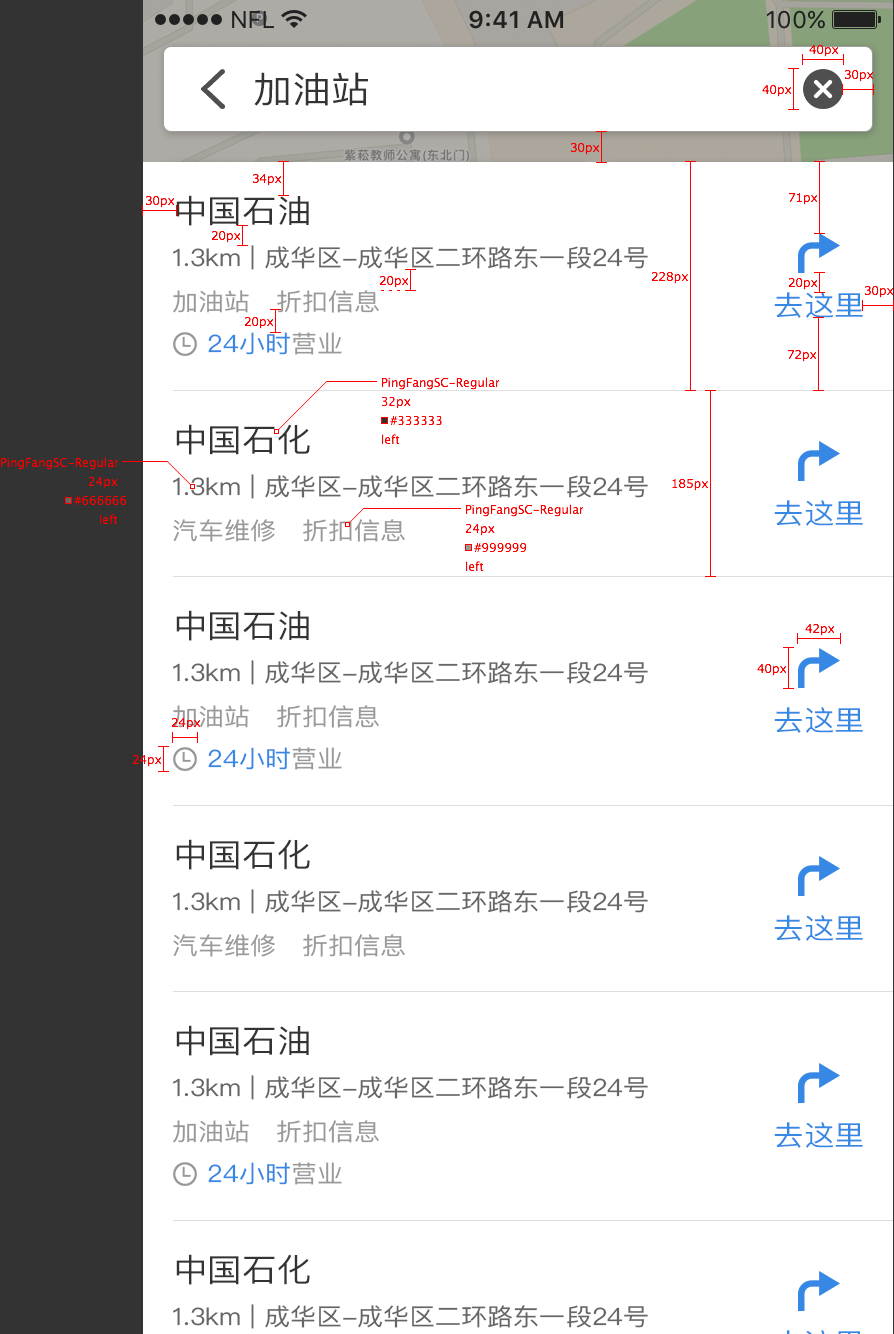 ●●●●● NFL 9:41 AM 100%
40px
加油站
40px
30px
紫菘教师公寓(东北门)
30px
34px
30px
71px
中国石油
20px
1.3km | 成华区-成华区二环路东一段24号
20px
228px
20px
30px
加油站 折扣信息
去这里
20px
24小时营业
72px
PingFangSC-Regular
32px
#333333
left
中国石化
PingFangSC-Regular
24px
#666666
left
1.3km | 成华区-成华区二环路东一段24号
185px
去这里
汽车维修 折扣信息
PingFangSC-Regular
24px
#999999
left
中国石油
42px
40px
1.3km | 成华区-成华区二环路东一段24号
加油站 折扣信息
去这里
24px
24px
24小时营业
中国石化
1.3km | 成华区-成华区二环路东一段24号
去这里
汽车维修 折扣信息
中国石油
1.3km | 成华区-成华区二环路东一段24号
加油站 折扣信息
去这里
24小时营业
中国石化
1.3km | 成华区-成华区二环路东一段24号